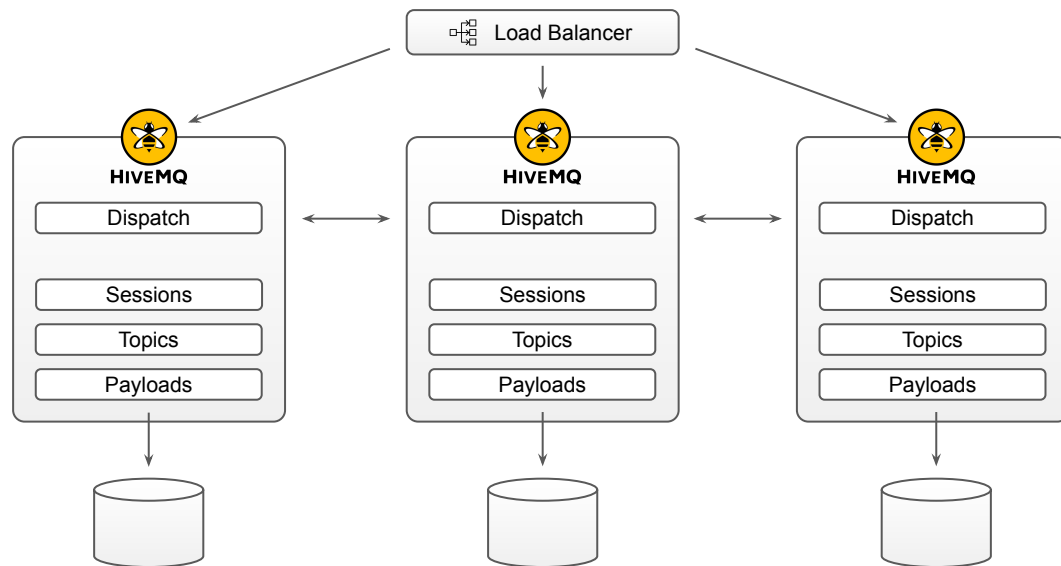 Load Balancer
HIVEMQ
HIVEMQ
HIVEMQ
Dispatch
Dispatch
Dispatch
Sessions
Sessions
Sessions
Topics
Topics
Topics
Payloads
Payloads
Payloads